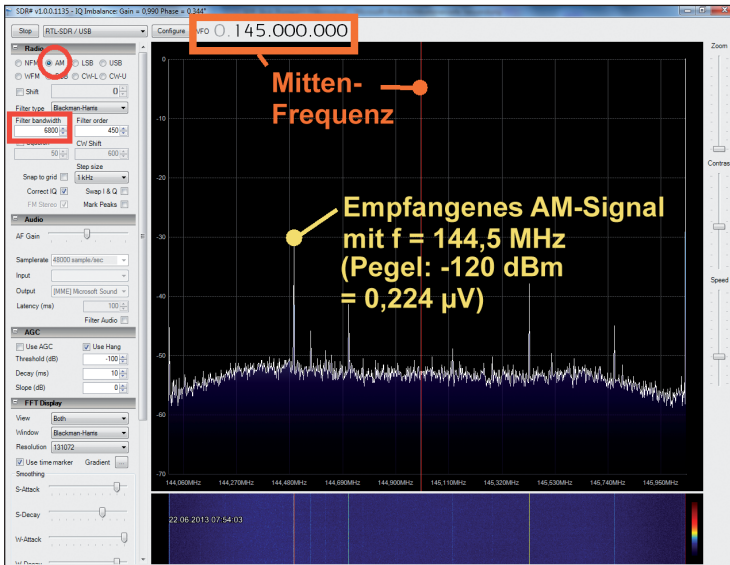 SDR# v1.0.0.1135 - IQ Imbalance: Gain = 0,990 Phase = 0,344°
Stop RTL-SDR / USB Configure VFO 0.145.000.000
Radio
NFM AM LSB USB
WFM CW-L CW-U
Shift 0
Filter type Blackman-Harris
Filter bandwidth Filter order
6800 450
Squelch CW Shift
50 600
Step size
Snap to grid 1 kHz
Correct IQ Swap I & Q
FM Stereo Mark Peaks
Audio
AF Gain
Samplerate 48000 sample/sec
Input
Output [MME] Microsoft Sound
Latency (ms) 100
Filter Audio
AGC
Use AGC Use Hang
Threshold (dB) -100
Decay (ms) 10
Slope (dB) 0
FFT Display
View Both
Window Blackman-Harris
Resolution 131072
Use time marker Gradient ...
Smoothing
S-Attack
S-Decay
W-Attack
W-Decay
Mitten-
Frequenz
Empfangenes AM-Signal
mit f = 144,5 MHz
(Pegel: -120 dBm
= 0,224 µV)
0
-10
-20
-30
-40
-50
-60
-70
144,060MHz 144,270MHz 144,480MHz 144,690MHz 144,900MHz 145,110MHz 145,320MHz 145,530MHz 145,740MHz 145,950MHz
22.06.2013 07:54:03
Zoom
Contras
Speed